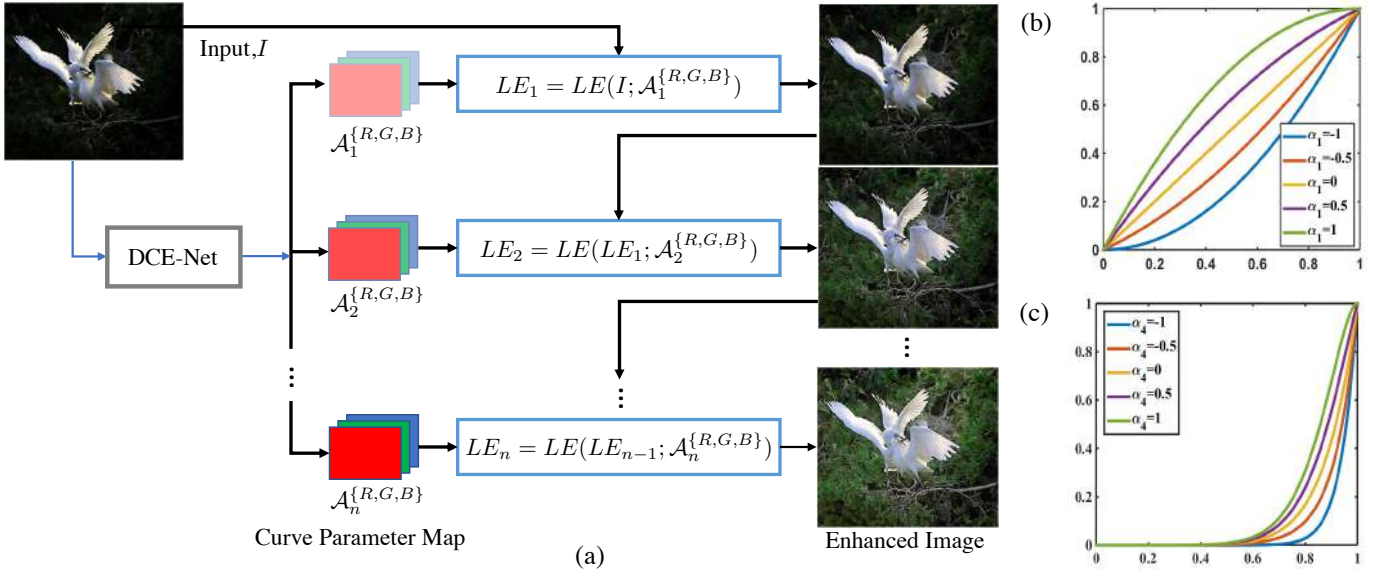 Input,I
LE₁ = LE(I; 𝒜₁^{R,G,B})
𝒜₁^{R,G,B}
DCE-Net
LE₂ = LE(LE₁; 𝒜₂^{R,G,B})
𝒜₂^{R,G,B}
⋮
⋮
⋮
LEₙ = LE(LEₙ₋₁; 𝒜ₙ^{R,G,B})
𝒜ₙ^{R,G,B}
Curve Parameter Map
Enhanced Image
(a)
(b)
1
0.8
0.6
0.4
0.2
0
0 0.2 0.4 0.6 0.8 1
α₁=-1
α₁=-0.5
α₁=0
α₁=0.5
α₁=1
(c)
1
0.8
0.6
0.4
0.2
0
0 0.2 0.4 0.6 0.8 1
α₄=-1
α₄=-0.5
α₄=0
α₄=0.5
α₄=1